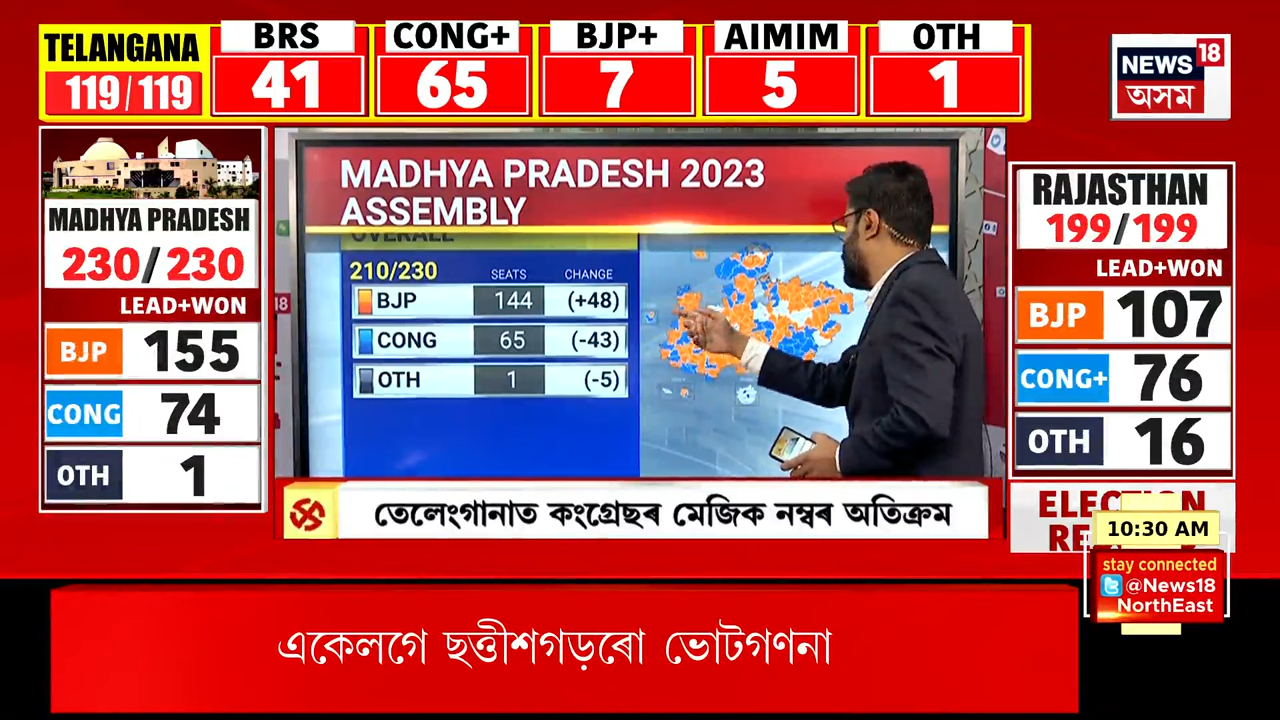 TELANGANA
119/119
BRS
41
CONG+
65
BJP+
7
AIMIM
5
OTH
1
NEWS 18
অসম
MADHYA PRADESH
230/230
LEAD+WON
BJP 155
CONG 74
OTH 1
MADHYA PRADESH 2023
ASSEMBLY
OVERALL
210/230 SEATS CHANGE
BJP 144 (+48)
CONG 65 (-43)
OTH 1 (-5)
RAJASTHAN
199/199
LEAD+WON
BJP 107
CONG+ 76
OTH 16
তেলেংগানাত কংগ্ৰেছৰ মেজিক নম্বৰ অতিক্ৰম
ELECTION
10:30 AM
stay connected
@News18
NorthEast
একেলগে ছত্তীশগড়ৰো ভোটগণনা